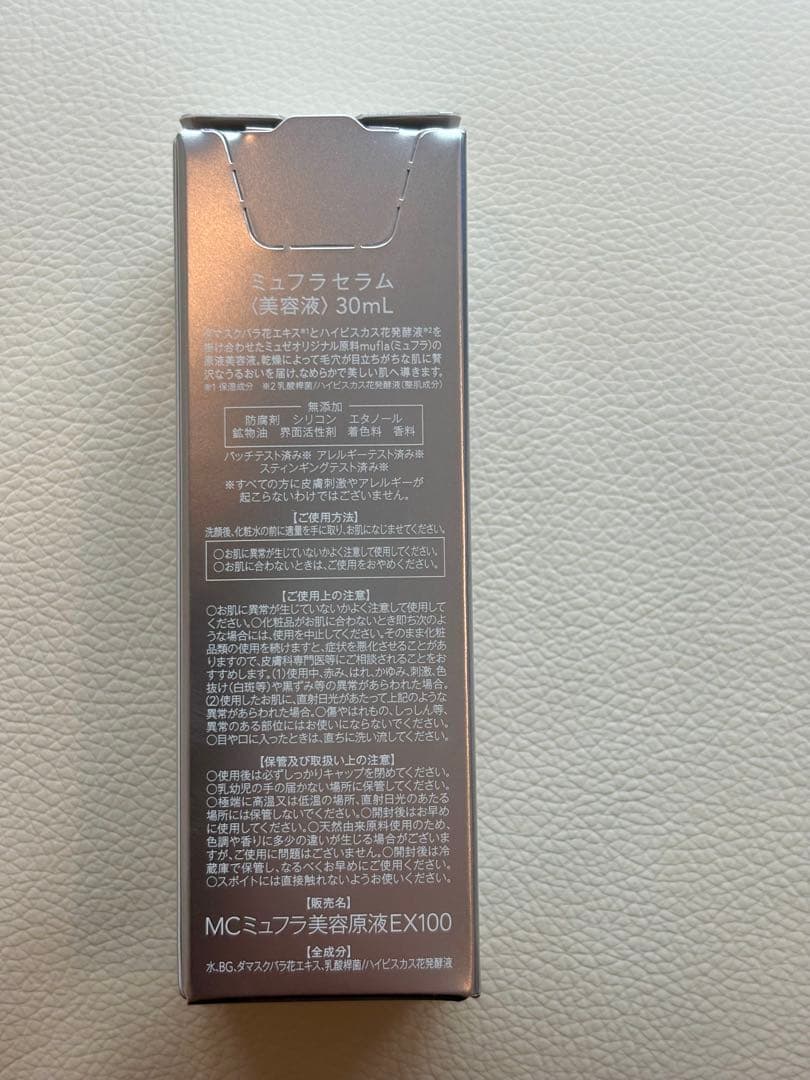 ミュフラ セラム
〈美容液〉 30mL
ダマスクバラ花エキス※1とハイビスカス花発酵液※2を
掛け合わせたミュゼオリジナル原料mufla(ミュフラ)の
原液美容液。乾燥によって毛穴が目立ちがちな肌に贅
沢なうるおいを届け、なめらかで美しい肌へ導きます。
※1 保湿成分 ※2 乳酸桿菌/ハイビスカス花発酵液(整肌成分)
無添加
防腐剤 シリコン エタノール
鉱物油 界面活性剤 着色料 香料
パッチテスト済み※ アレルギーテスト済み※
スティンギングテスト済み※
※すべての方に皮膚刺激やアレルギーが
起こらないわけではございません。
【ご使用方法】
洗顔後、化粧水の前に適量を手に取り、お肌になじませてください。
○お肌に異常が生じていないかよく注意して使用してください。
○お肌に合わないときは、ご使用をおやめください。
【ご使用上の注意】
○お肌に異常が生じていないかよく注意して使用して
ください。○化粧品がお肌に合わないとき即ち次のよ
うな場合には、使用を中止してください。そのまま化粧
品類の使用を続けますと、症状を悪化させることがあ
りますので、皮膚科専門医等にご相談されることをお
すすめします。(1)使用中、赤み、はれ、かゆみ、刺激、色
抜け(白斑等)や黒ずみ等の異常があらわれた場合。
(2)使用したお肌に、直射日光があたって上記のような
異常があらわれた場合。○傷やはれもの、しっしん等、
異常のある部位にはお使いにならないでください。
○目や口に入ったときは、直ちに洗い流してください。
【保管及び取扱い上の注意】
○使用後は必ずしっかりキャップを閉めてください。
○乳幼児の手の届かない場所に保管してください。
○極端に高温又は低温の場所、直射日光のあたる
場所には保管しないでください。○開封後はお早め
に使用してください。○天然由来原料使用のため、
色調や香りに多少の違いが生じる場合がございま
すが、ご使用に問題はございません。○開封後は冷
蔵庫で保管し、なるべくお早めにご使用ください。
○スポイトには直接触れないようお使いください。
【販売名】
MCミュフラ美容原液EX100
【全成分】
水、BG、ダマスクバラ花エキス、乳酸桿菌/ハイビスカス花発酵液